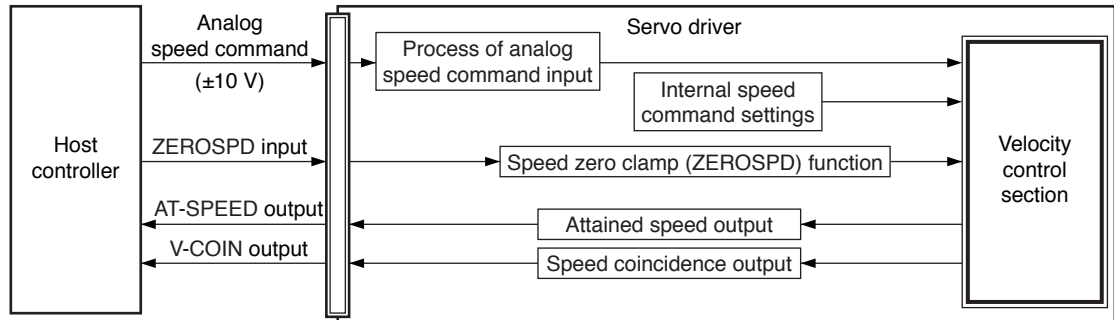 Analog
speed command
(±10 V)
Servo driver
Process of analog
speed command input
Internal speed
command settings
Host
controller
ZEROSPD input
Speed zero clamp (ZEROSPD) function
Velocity
control
section
AT-SPEED output
Attained speed output
V-COIN output
Speed coincidence output